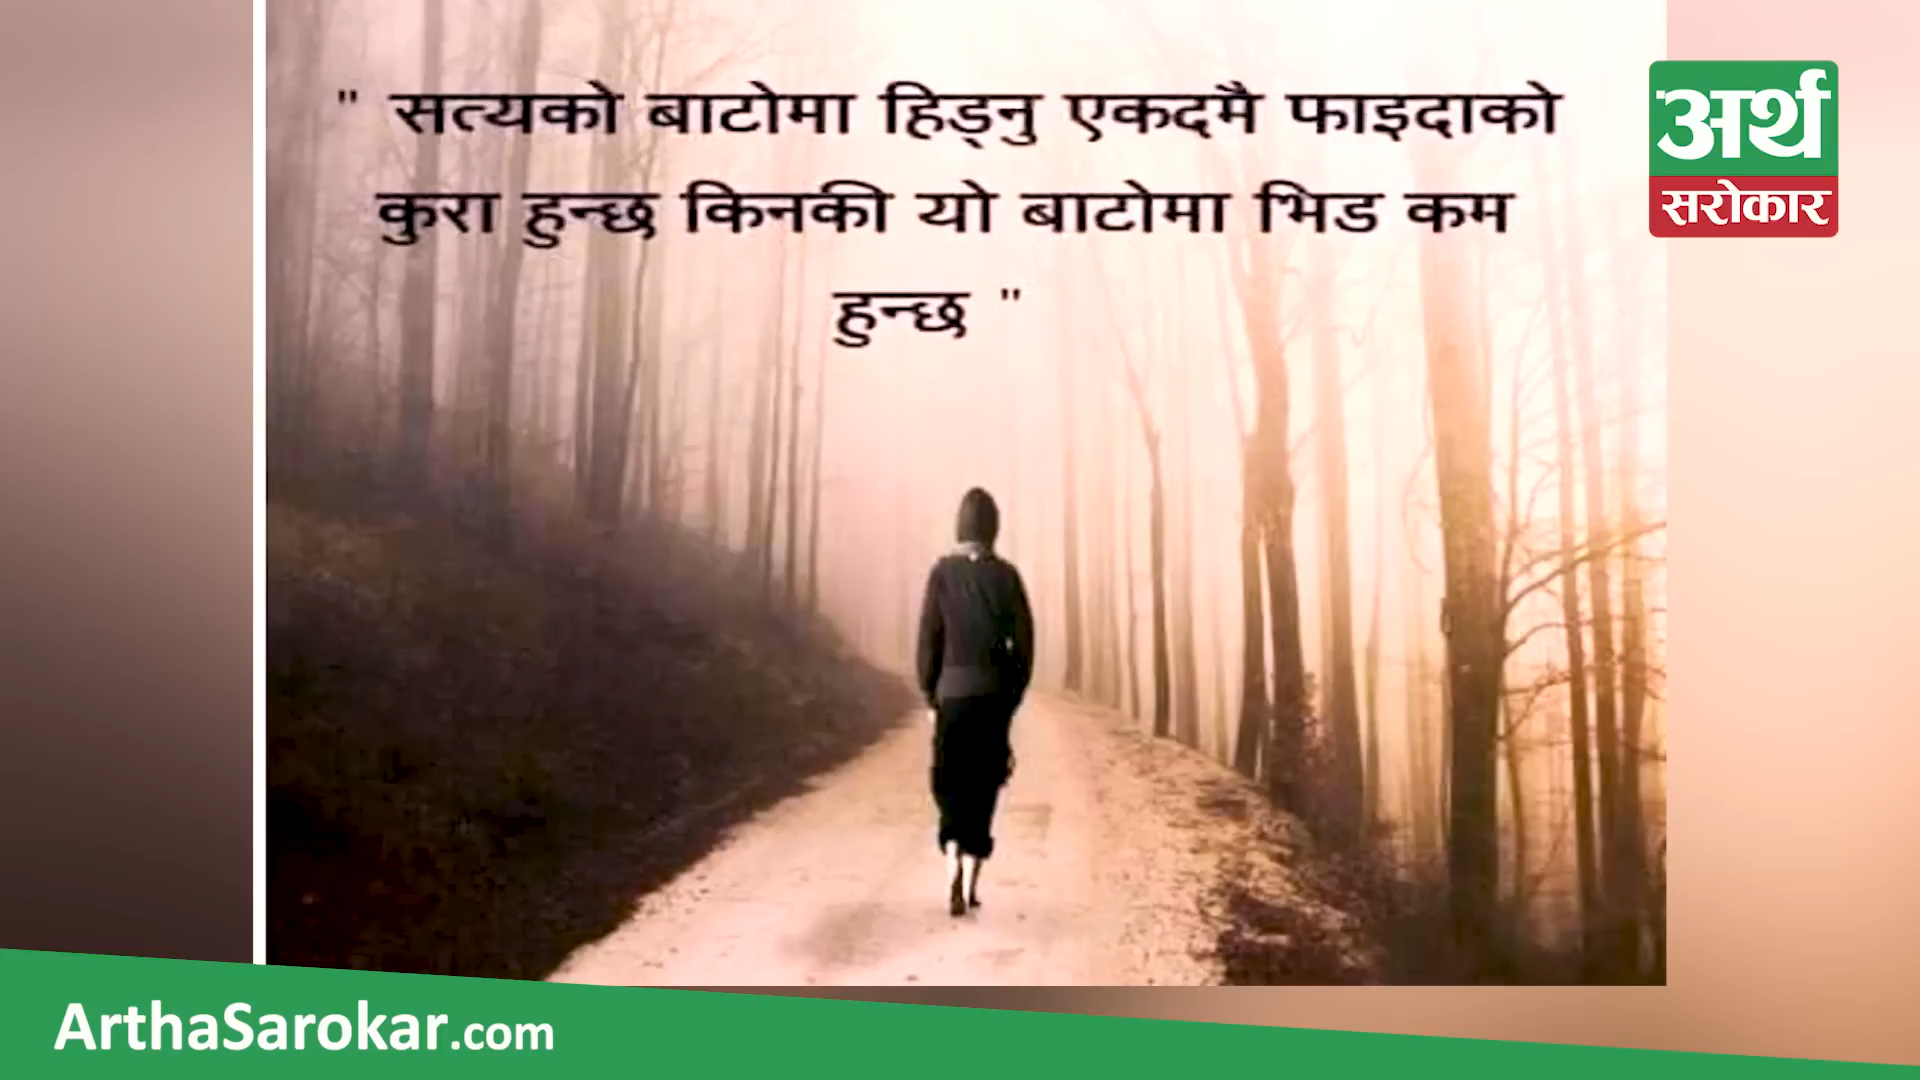 " सत्यको बाटोमा हिड्नु एकदमै फाइदाको
कुरा हुन्छ किनकी यो बाटोमा भिड कम
हुन्छ "
अर्थ
सरोकार
ArthaSarokar.com